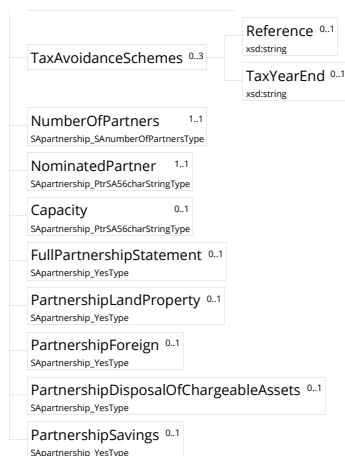 Reference 0..1
xsd:string
TaxAvoidanceSchemes 0..3
TaxYearEnd 0..1
xsd:string
NumberOfPartners 1..1
SApartnership_SAnumberOfPartnersType
NominatedPartner 1..1
SApartnership_PtrSA56charStringType
Capacity 0..1
SApartnership_PtrSA56charStringType
FullPartnershipStatement 0..1
SApartnership_YesType
PartnershipLandProperty 0..1
SApartnership_YesType
PartnershipForeign 0..1
SApartnership_YesType
PartnershipDisposalOfChargeableAssets 0..1
SApartnership_YesType
PartnershipSavings 0..1
SApartnership_YesType